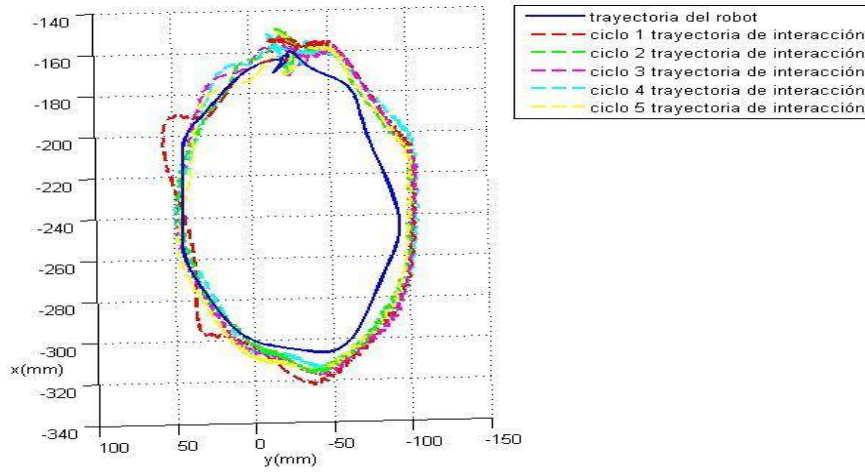 trayectoria del robot
ciclo 1 trayectoria de interacción
ciclo 2 trayectoria de interacción
ciclo 3 trayectoria de interacción
ciclo 4 trayectoria de interacción
ciclo 5 trayectoria de interacción
-140
-160
-180
-200
-220
-240
-260
-280
-300
x(mm)
-320
-340
100 50 0 -50 -100 -150
y(mm)